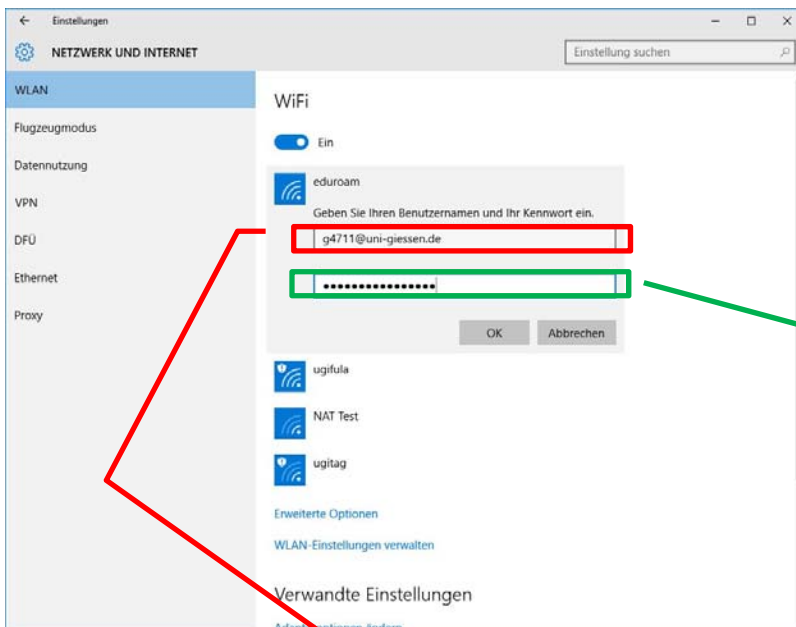 Einstellungen
NETZWERK UND INTERNET
Einstellung suchen
WLAN
Flugzeugmodus
Datennutzung
VPN
DFÜ
Ethernet
Proxy
WiFi
Ein
eduroam
Geben Sie Ihren Benutzernamen und Ihr Kennwort ein.
g4711@uni-giessen.de
••••••••••••••••
OK Abbrechen
ugifula
NAT Test
ugitag
Erweiterte Optionen
WLAN-Einstellungen verwalten
Verwandte Einstellungen